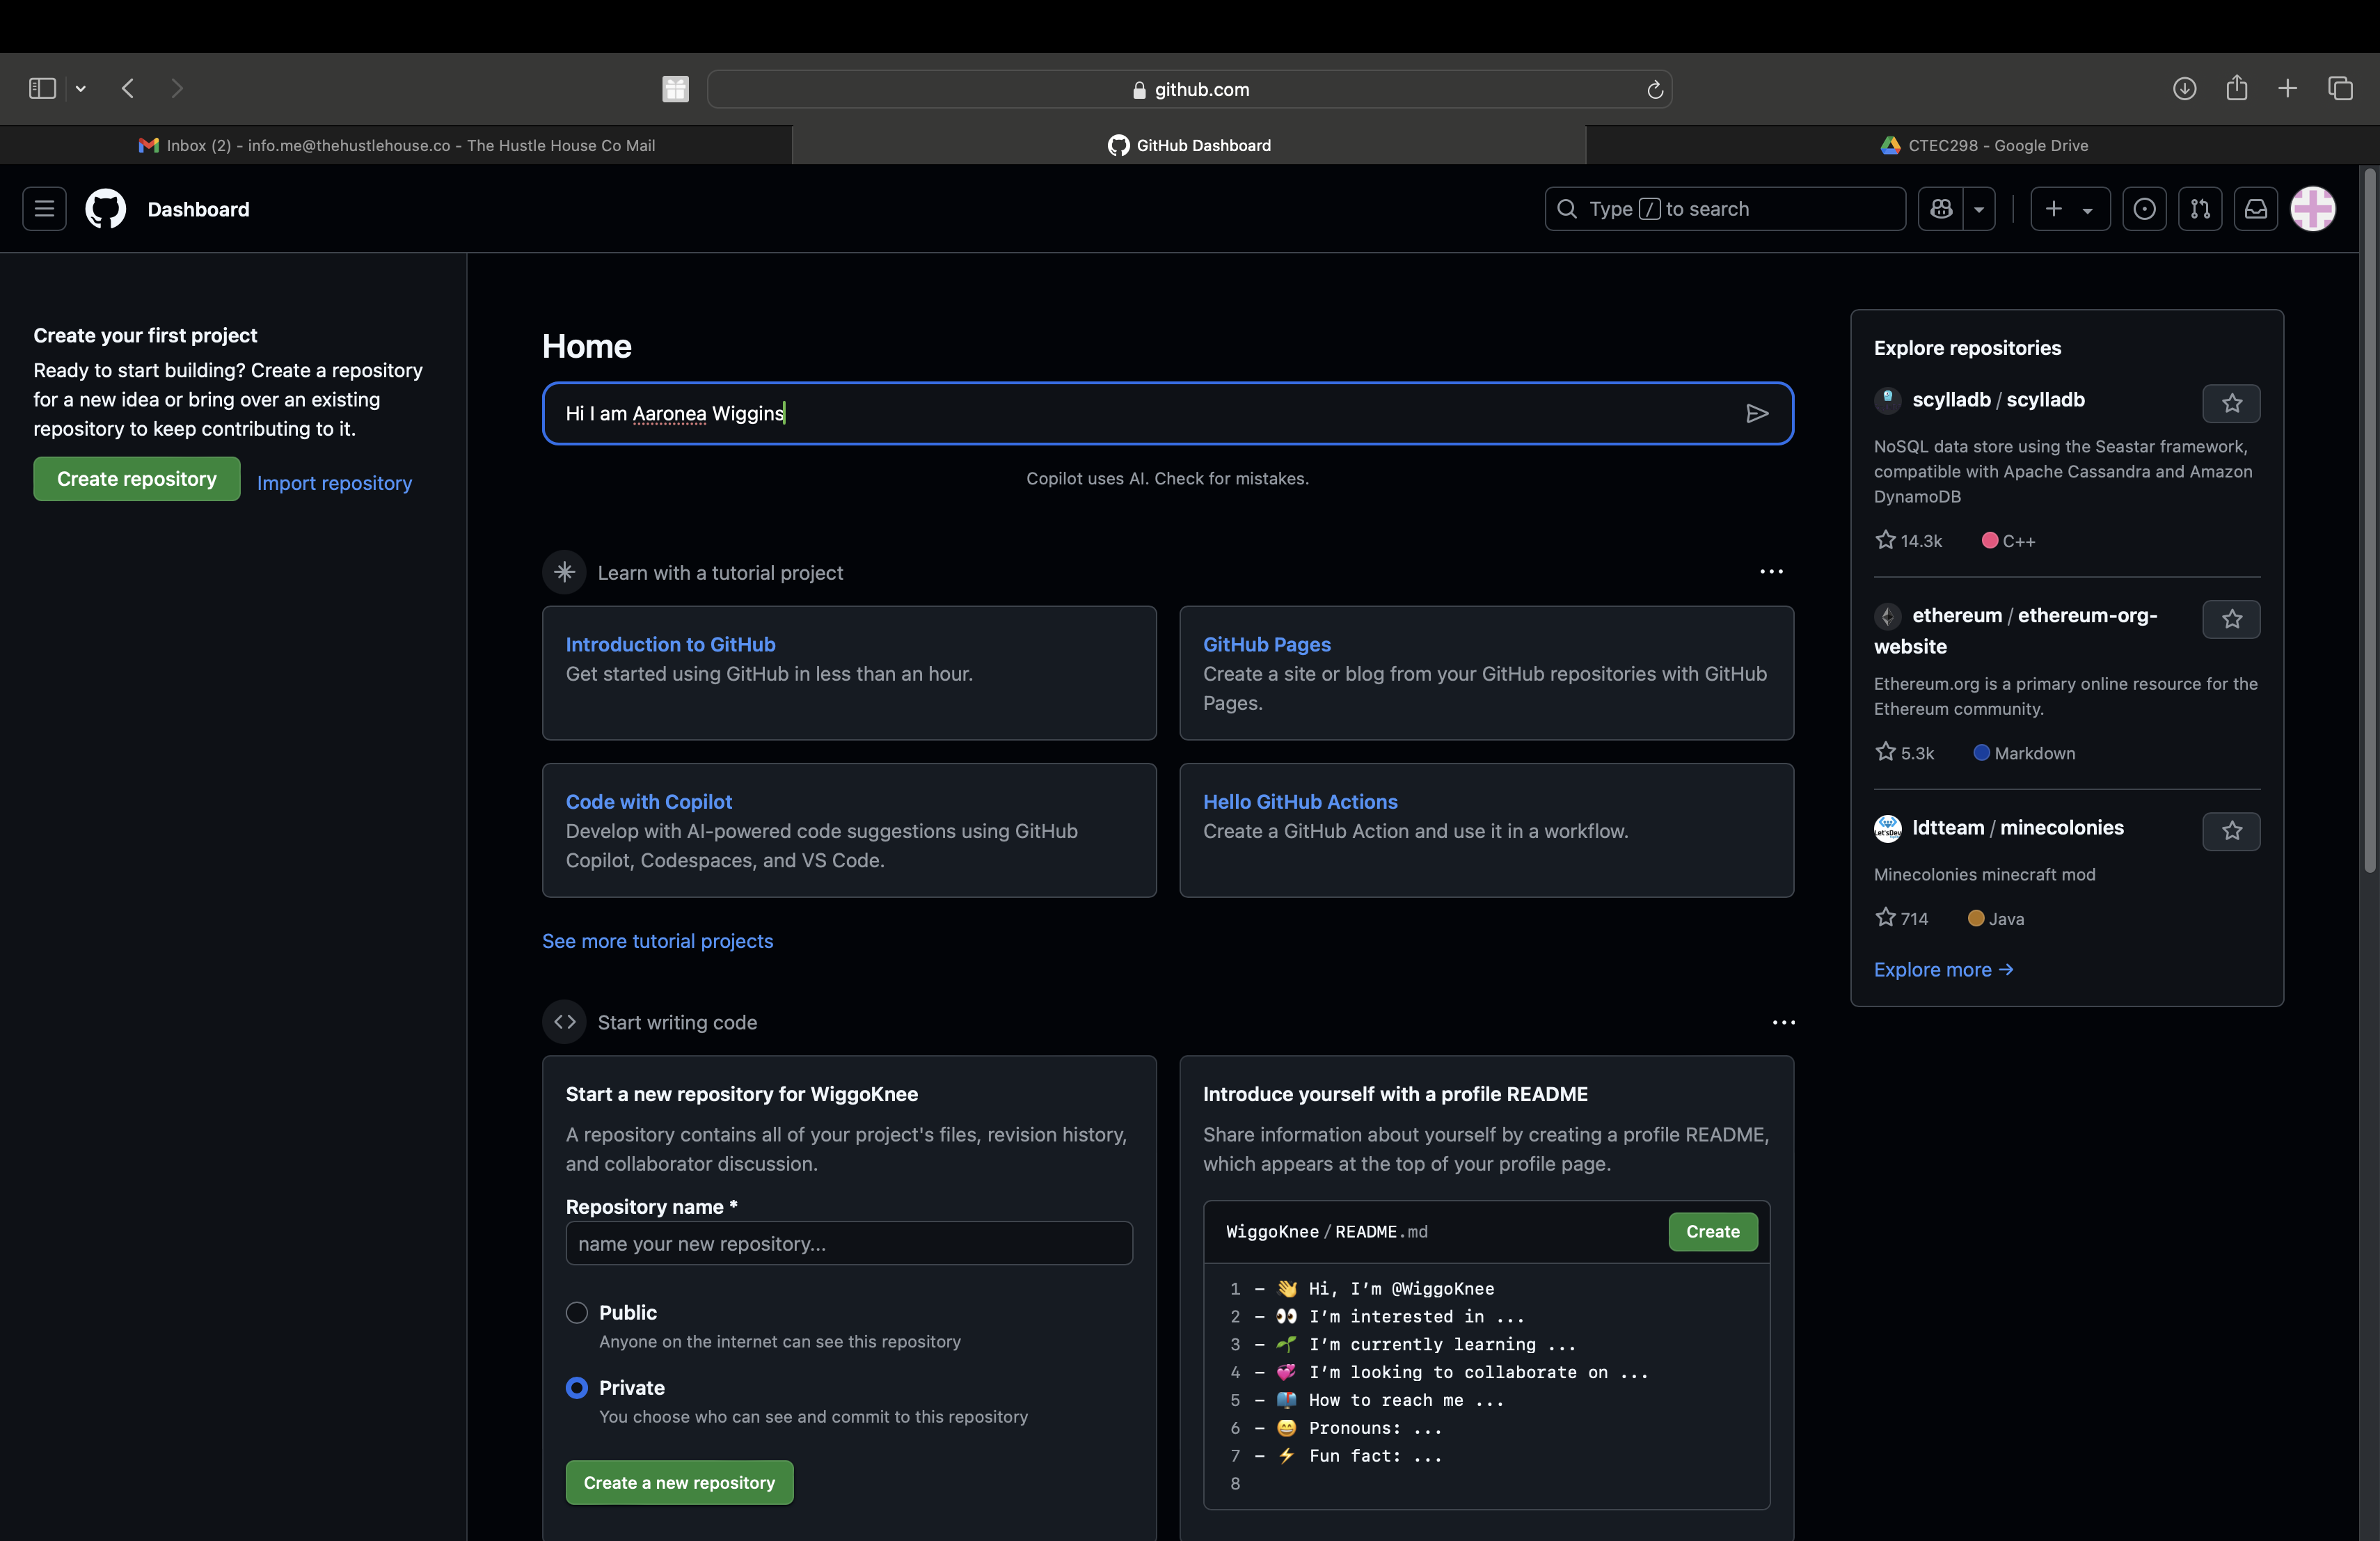 github.com
Inbox (2) - info.me@thehustlehouse.co - The Hustle House Co Mail
GitHub Dashboard
CTEC298 - Google Drive
Dashboard
Type / to search
Create your first project
Ready to start building? Create a repository
for a new idea or bring over an existing
repository to keep contributing to it.
Create repository
Import repository
Home
Hi I am Aaronea Wiggins
Copilot uses AI. Check for mistakes.
Learn with a tutorial project
Introduction to GitHub
Get started using GitHub in less than an hour.
GitHub Pages
Create a site or blog from your GitHub repositories with GitHub
Pages.
Code with Copilot
Develop with AI-powered code suggestions using GitHub
Copilot, Codespaces, and VS Code.
Hello GitHub Actions
Create a GitHub Action and use it in a workflow.
See more tutorial projects
Start writing code
Start a new repository for WiggoKnee
A repository contains all of your project's files, revision history,
and collaborator discussion.
Repository name *
name your new repository...
Public
Anyone on the internet can see this repository
Private
You choose who can see and commit to this repository
Create a new repository
Introduce yourself with a profile README
Share information about yourself by creating a profile README,
which appears at the top of your profile page.
WiggoKnee / README.md
Create
1 - 👋 Hi, I’m @WiggoKnee
2 - 👀 I’m interested in ...
3 - 🌱 I’m currently learning ...
4 - 💞️ I’m looking to collaborate on ...
5 - 📫 How to reach me ...
6 - 😄 Pronouns: ...
7 - ⚡ Fun fact: ...
8
Explore repositories
scylladb / scylladb
NoSQL data store using the Seastar framework,
compatible with Apache Cassandra and Amazon
DynamoDB
14.3k C++
ethereum / ethereum-org-
website
Ethereum.org is a primary online resource for the
Ethereum community.
5.3k Markdown
Let'sDev
ldtteam / minecolonies
Minecolonies minecraft mod
714 Java
Explore more →